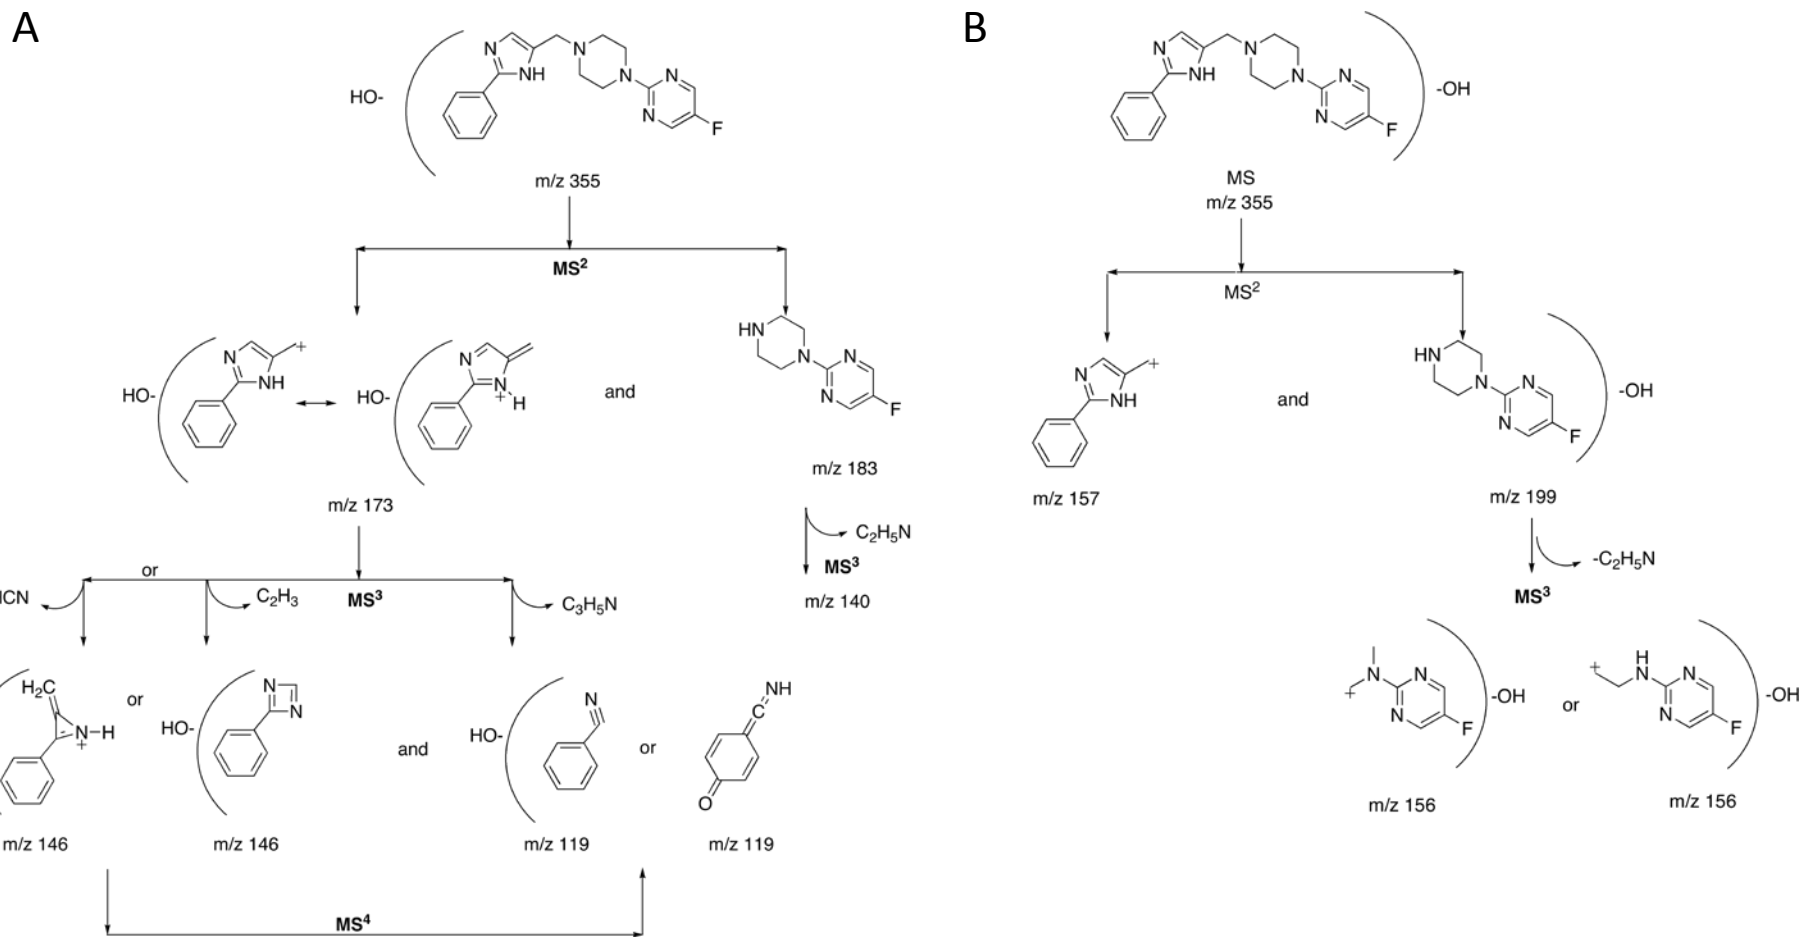 A
B
HO-
N
NH
N
N
N
N
F
m/z 355
MS²
HO-
N
NH
+
HO-
N
N
+
H
and
HN
N
N
N
F
m/z 173
m/z 183
C₂H₅N
MS³
m/z 140
or
ICN
C₂H₃
MS³
C₃H₅N
H₂C
N-H
+
or
HO-
N
N
and
HO-
N
or
NH
C
O
m/z 146
m/z 146
m/z 119
m/z 119
MS⁴
N
NH
N
N
N
N
F
-OH
MS
m/z 355
MS²
N
NH
+
and
HN
N
N
N
F
-OH
m/z 157
m/z 199
-C₂H₅N
MS³
+
N
N
N
F
-OH
or
+
H
N
N
N
F
-OH
m/z 156
m/z 156